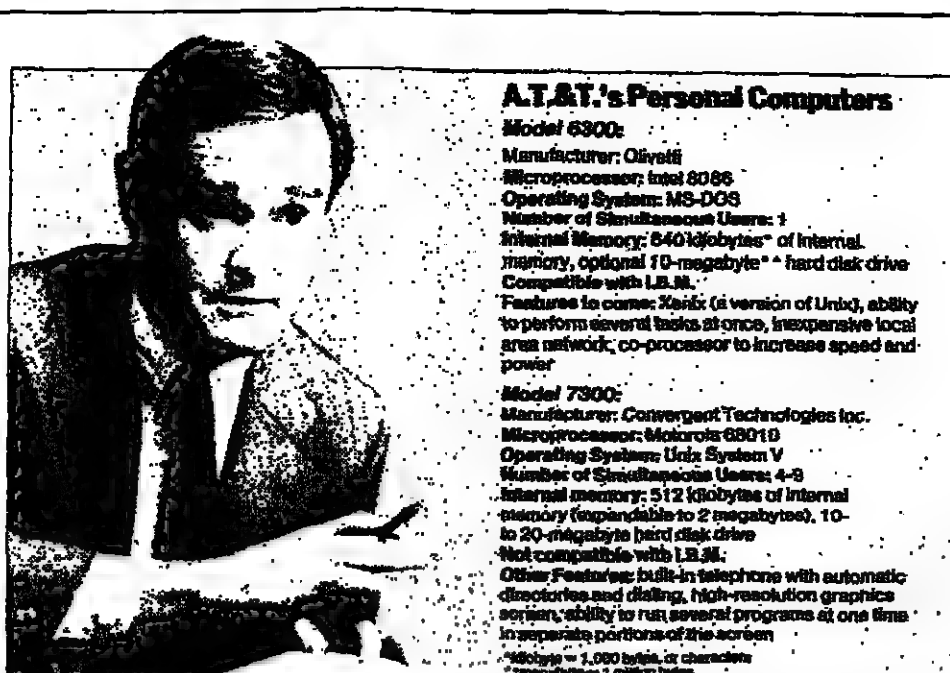 A.T.&T.'s Personal Computers
Model 6300:
Manufacturer: Olivetti
Microprocessor: Intel 8086
Operating System: MS-DOS
Number of Simultaneous Users: 1
Internal Memory: 640 kilobytes* of internal
memory, optional 10-megabyte** hard disk drive
Compatible with I.B.M.
Features to come: Xenix (a version of Unix), ability
to perform several tasks at once, inexpensive local
area network, co-processor to increase speed and
power
Model 7300:
Manufacturer: Convergent Technologies Inc.
Microprocessor: Motorola 68010
Operating System: Unix System V
Number of Simultaneous Users: 4-9
Internal memory: 512 kilobytes of internal
memory (expandable to 2 megabytes), 10-
to 20-megabyte hard disk drive
Not compatible with I.B.M.
Other Features: built-in telephone with automatic
directories and dialing, high-resolution graphics
screen, ability to run several programs at one time
in separate portions of the screen
*kilobyte = 1,000 bytes, or characters